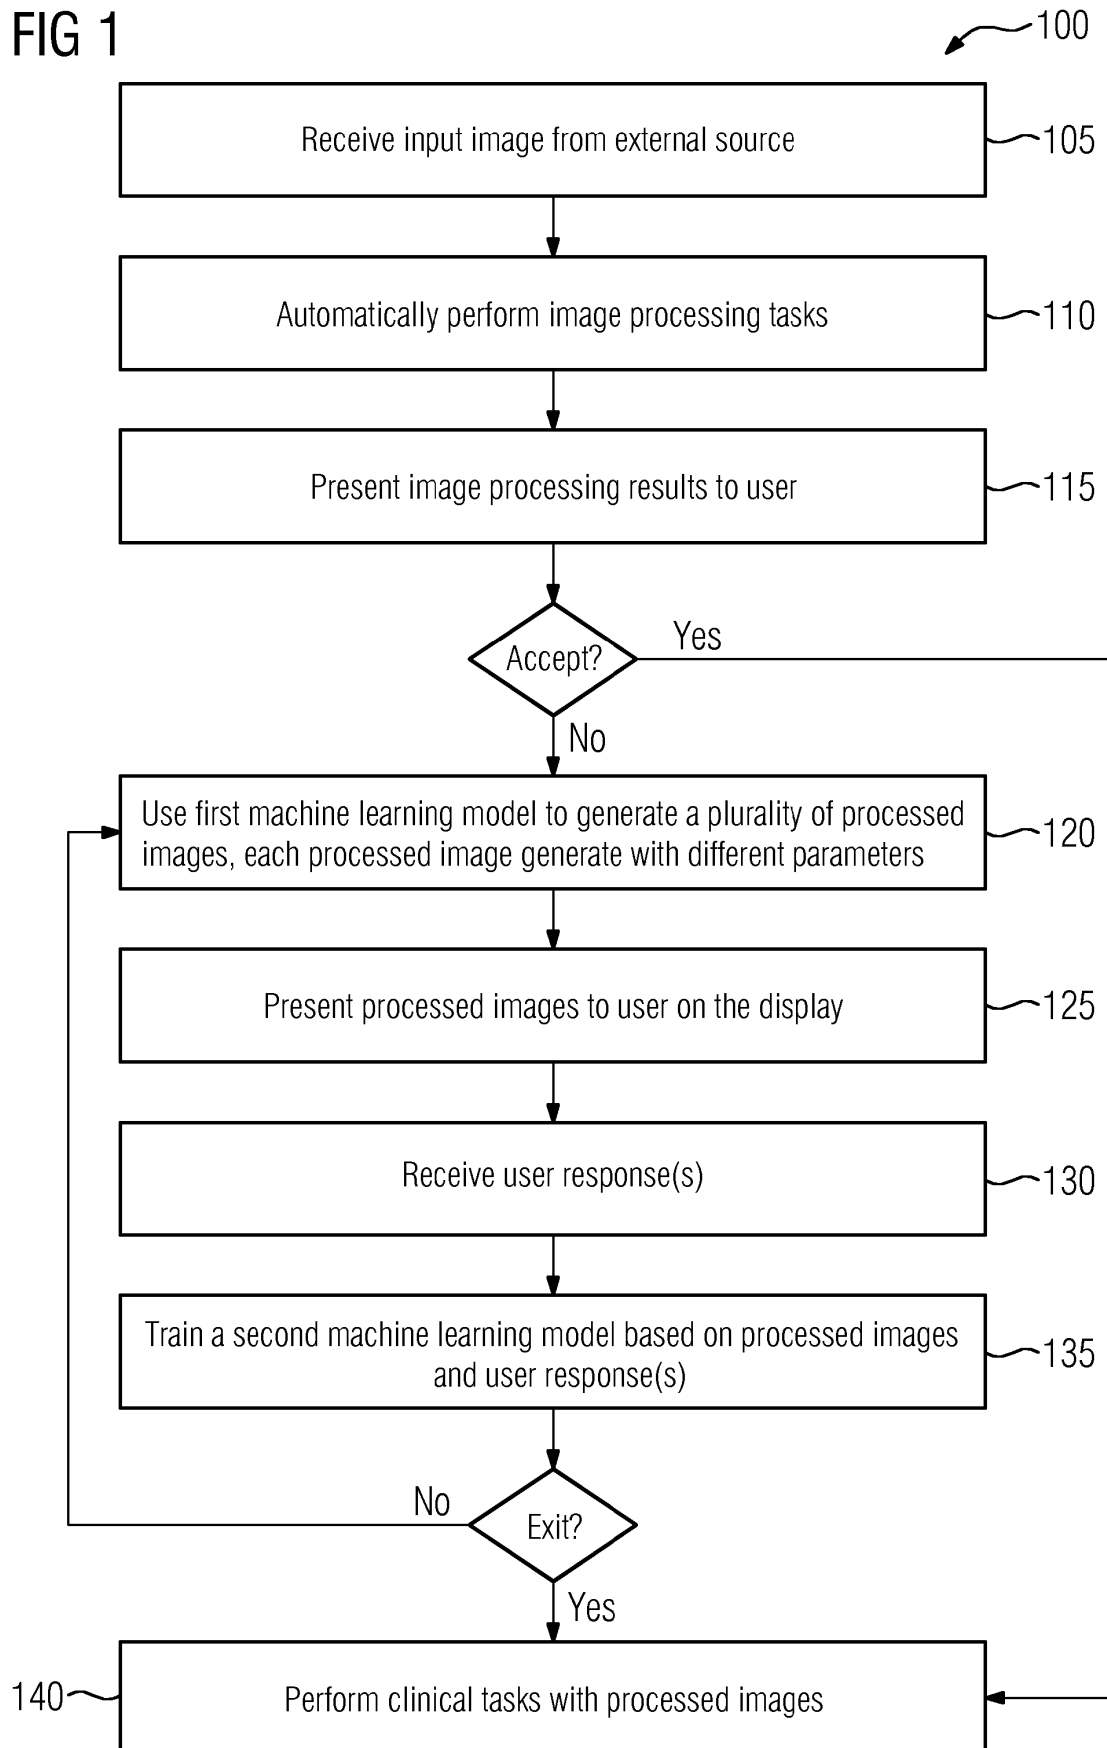 FIG 1
100
Receive input image from external source
105
Automatically perform image processing tasks
110
Present image processing results to user
115
Accept?
Yes
No
Use first machine learning model to generate a plurality of processed
images, each processed image generate with different parameters
120
Present processed images to user on the display
125
Receive user response(s)
130
Train a second machine learning model based on processed images
and user response(s)
135
No
Exit?
Yes
140
Perform clinical tasks with processed images